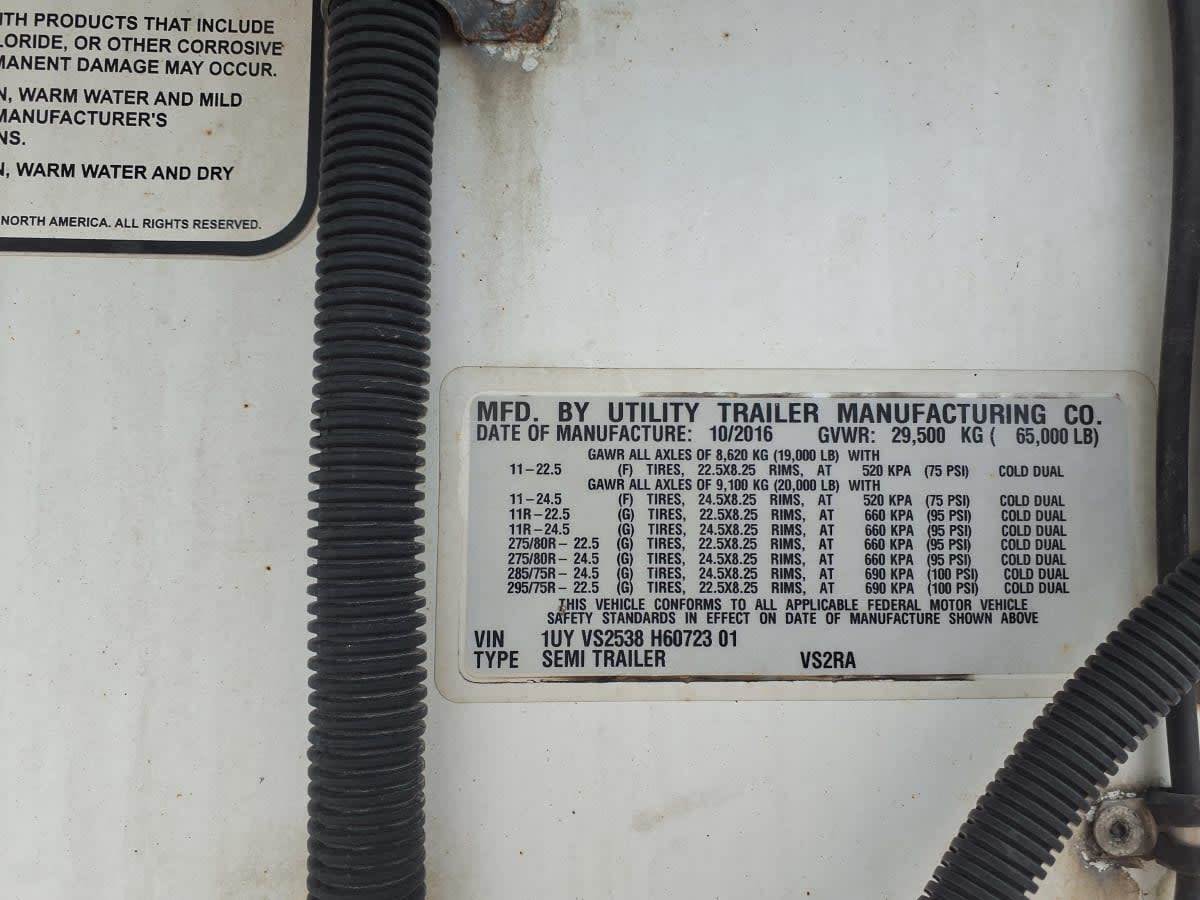 ITH PRODUCTS THAT INCLUDE
LORIDE, OR OTHER CORROSIVE
MANENT DAMAGE MAY OCCUR.
N, WARM WATER AND MILD
MANUFACTURER'S
NS.
N, WARM WATER AND DRY
NORTH AMERICA. ALL RIGHTS RESERVED.
MFD. BY UTILITY TRAILER MANUFACTURING CO.
DATE OF MANUFACTURE: 10/2016 GVWR: 29,500 KG ( 65,000 LB)
GAWR ALL AXLES OF 8,620 KG (19,000 LB) WITH
11-22.5 (F) TIRES, 22.5X8.25 RIMS, AT 520 KPA (75 PSI) COLD DUAL
GAWR ALL AXLES OF 9,100 KG (20,000 LB) WITH
11-24.5 (F) TIRES, 24.5X8.25 RIMS, AT 520 KPA (75 PSI) COLD DUAL
11R-22.5 (G) TIRES, 22.5X8.25 RIMS, AT 660 KPA (95 PSI) COLD DUAL
11R-24.5 (G) TIRES, 24.5X8.25 RIMS, AT 660 KPA (95 PSI) COLD DUAL
275/80R-22.5 (G) TIRES, 22.5X8.25 RIMS, AT 660 KPA (95 PSI) COLD DUAL
275/80R-24.5 (G) TIRES, 24.5X8.25 RIMS, AT 660 KPA (95 PSI) COLD DUAL
285/75R-24.5 (G) TIRES, 24.5X8.25 RIMS, AT 690 KPA (100 PSI) COLD DUAL
295/75R-22.5 (G) TIRES, 22.5X8.25 RIMS, AT 690 KPA (100 PSI) COLD DUAL
THIS VEHICLE CONFORMS TO ALL APPLICABLE FEDERAL MOTOR VEHICLE
SAFETY STANDARDS IN EFFECT ON DATE OF MANUFACTURE SHOWN ABOVE
VIN 1UY VS2538 H60723 01
TYPE SEMI TRAILER VS2RA